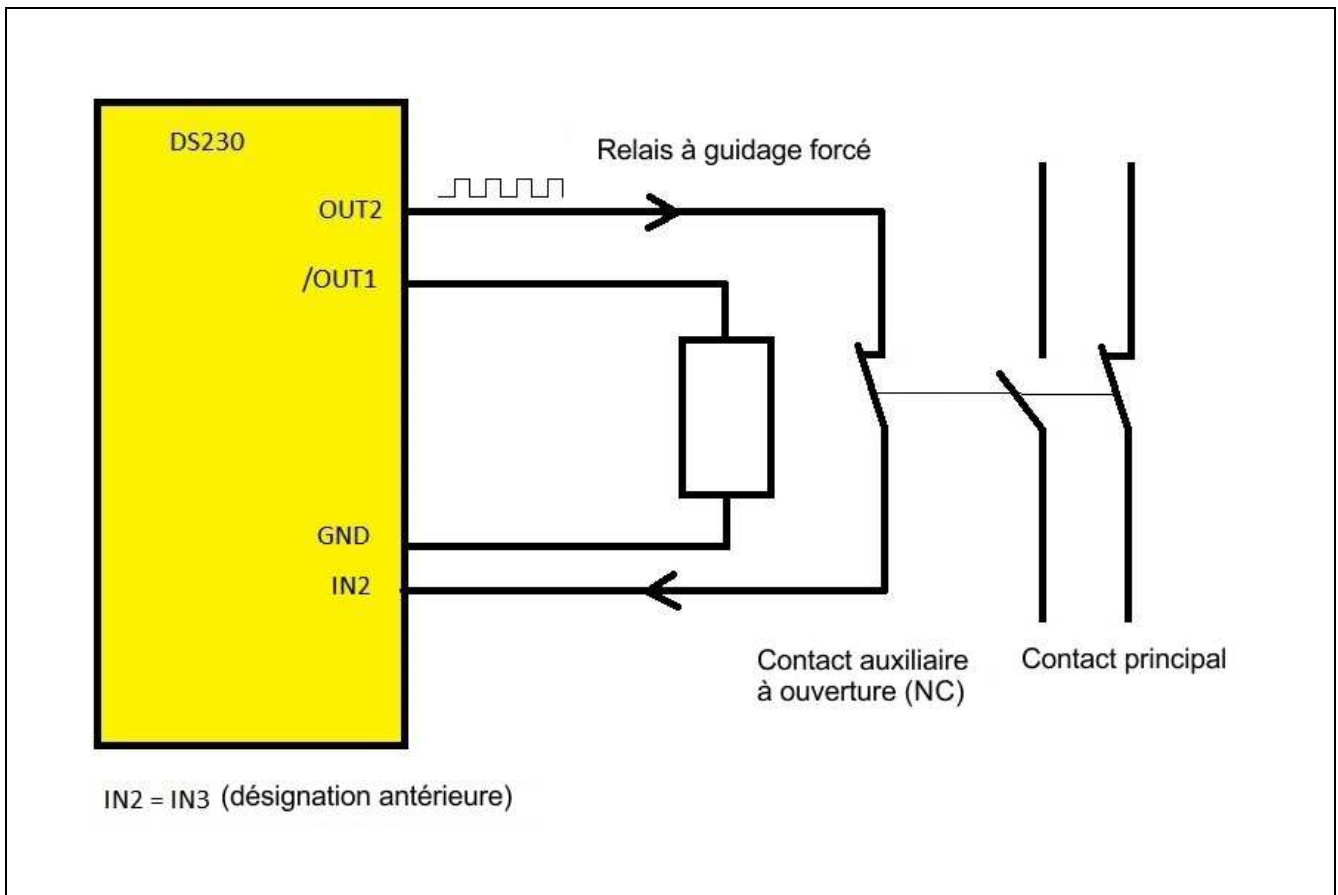 DS230
Relais à guidage forcé
OUT2
/OUT1
GND
IN2
Contact auxiliaire
à ouverture (NC)
Contact principal
IN2 = IN3 (désignation antérieure)